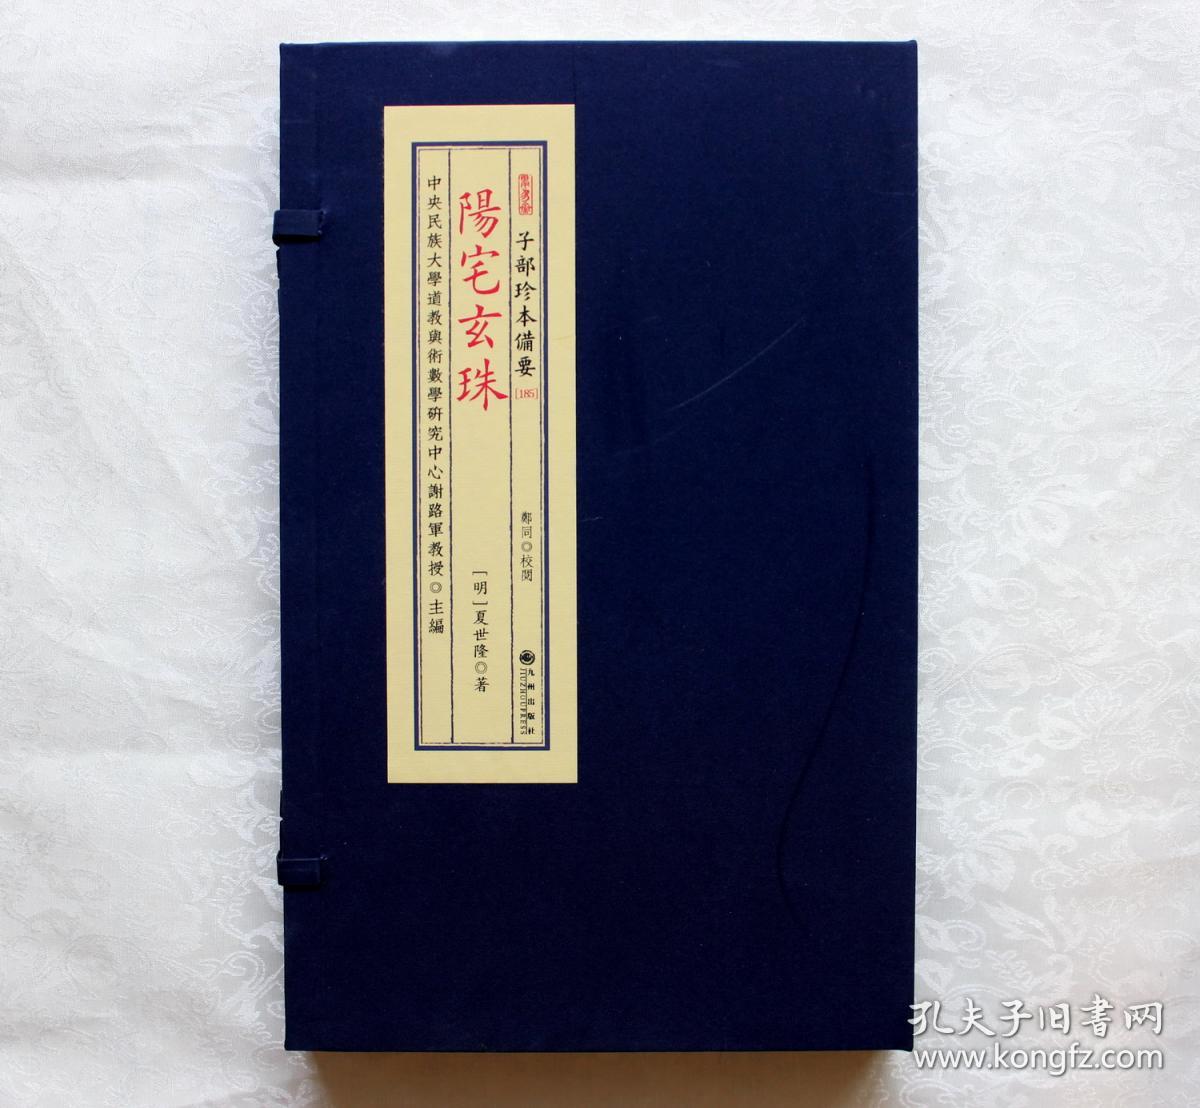 子部珍本備要
[185]
鄭同◎校閱
九州出版社
JIUZHOUPRESS
陽宅玄珠
[明]夏世隆◎著
中央民族大學道教與術數學研究中心謝路軍教授◎主編
孔夫子旧書网
www.kongfz.com